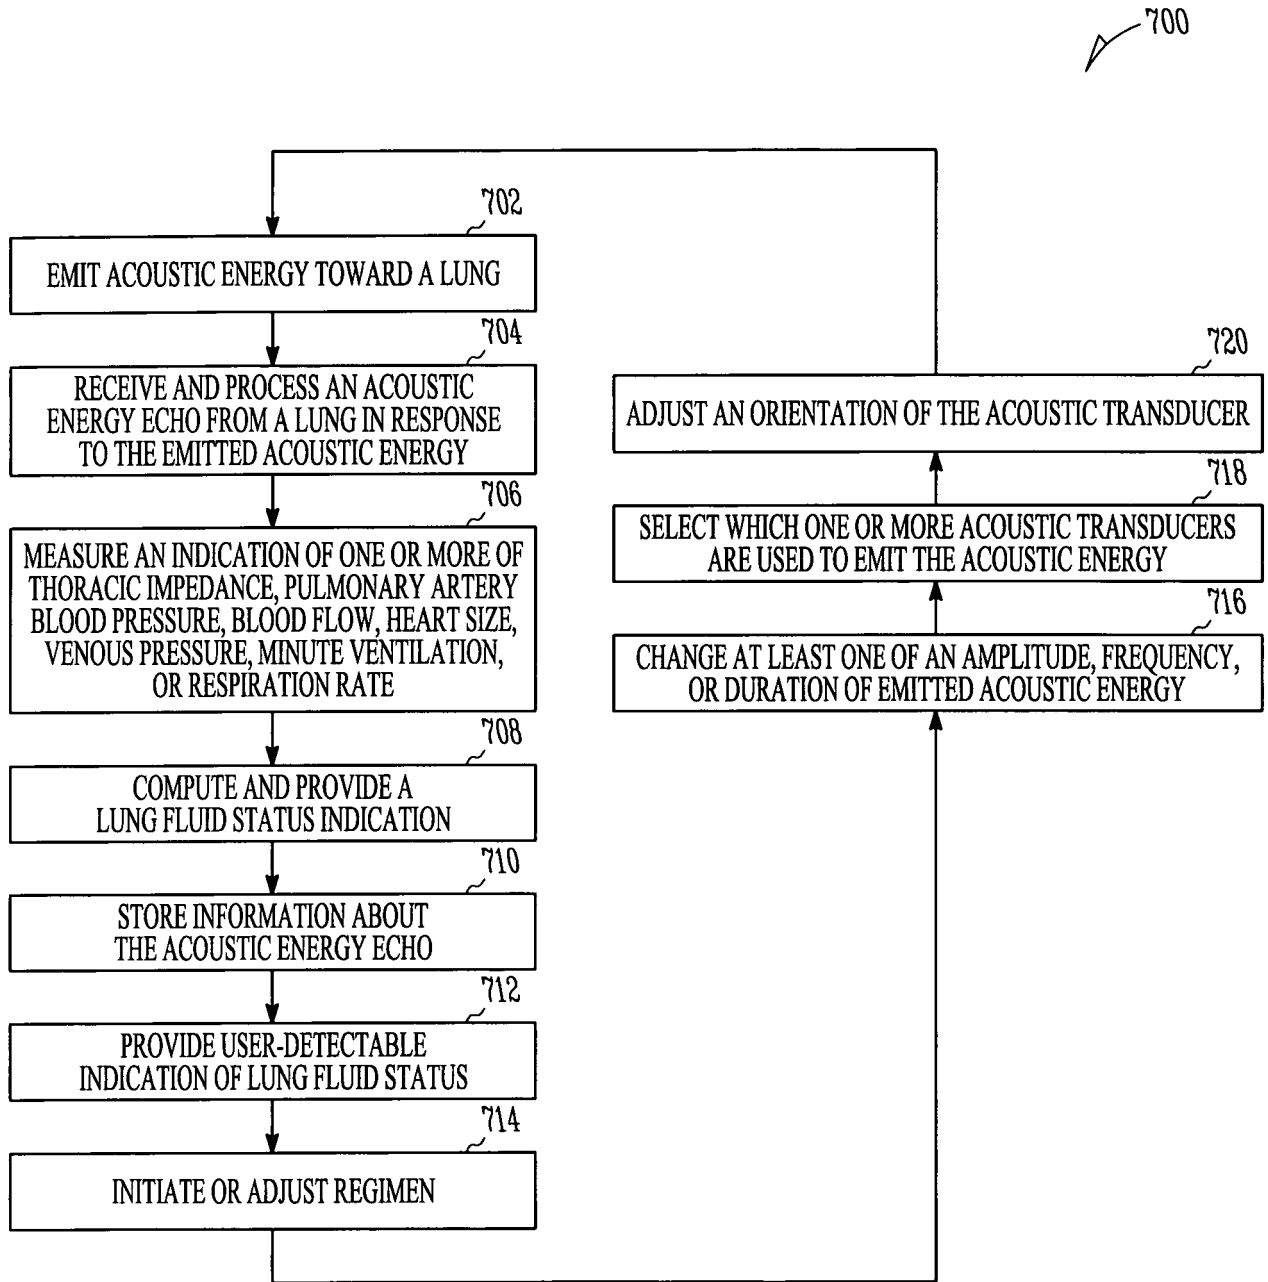 700
702
EMIT ACOUSTIC ENERGY TOWARD A LUNG
704
RECEIVE AND PROCESS AN ACOUSTIC
ENERGY ECHO FROM A LUNG IN RESPONSE
TO THE EMITTED ACOUSTIC ENERGY
706
MEASURE AN INDICATION OF ONE OR MORE OF
THORACIC IMPEDANCE, PULMONARY ARTERY
BLOOD PRESSURE, BLOOD FLOW, HEART SIZE,
VENOUS PRESSURE, MINUTE VENTILATION,
OR RESPIRATION RATE
708
COMPUTE AND PROVIDE A
LUNG FLUID STATUS INDICATION
710
STORE INFORMATION ABOUT
THE ACOUSTIC ENERGY ECHO
712
PROVIDE USER-DETECTABLE
INDICATION OF LUNG FLUID STATUS
714
INITIATE OR ADJUST REGIMEN
720
ADJUST AN ORIENTATION OF THE ACOUSTIC TRANSDUCER
718
SELECT WHICH ONE OR MORE ACOUSTIC TRANSDUCERS
ARE USED TO EMIT THE ACOUSTIC ENERGY
716
CHANGE AT LEAST ONE OF AN AMPLITUDE, FREQUENCY,
OR DURATION OF EMITTED ACOUSTIC ENERGY